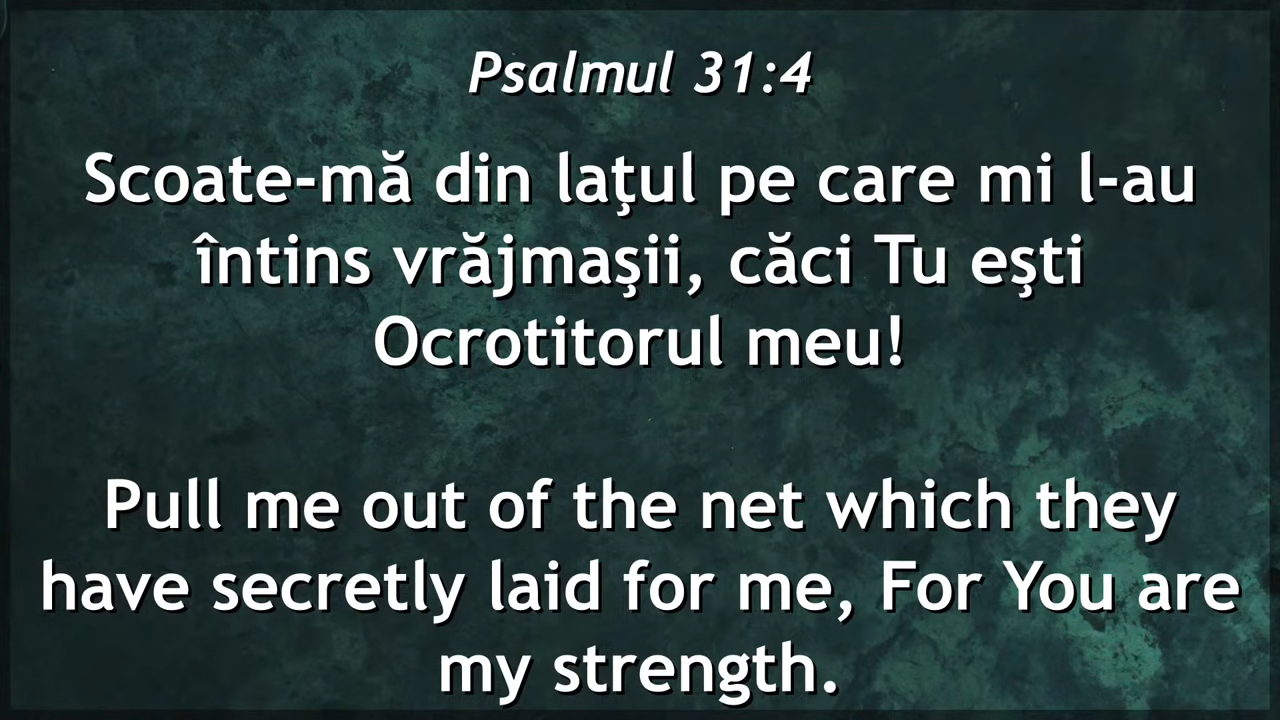 Psalmul 31:4
Scoate-mă din laţul pe care mi l-au
întins vrăjmaşii, căci Tu eşti
Ocrotitorul meu!
Pull me out of the net which they
have secretly laid for me, For You are
my strength.